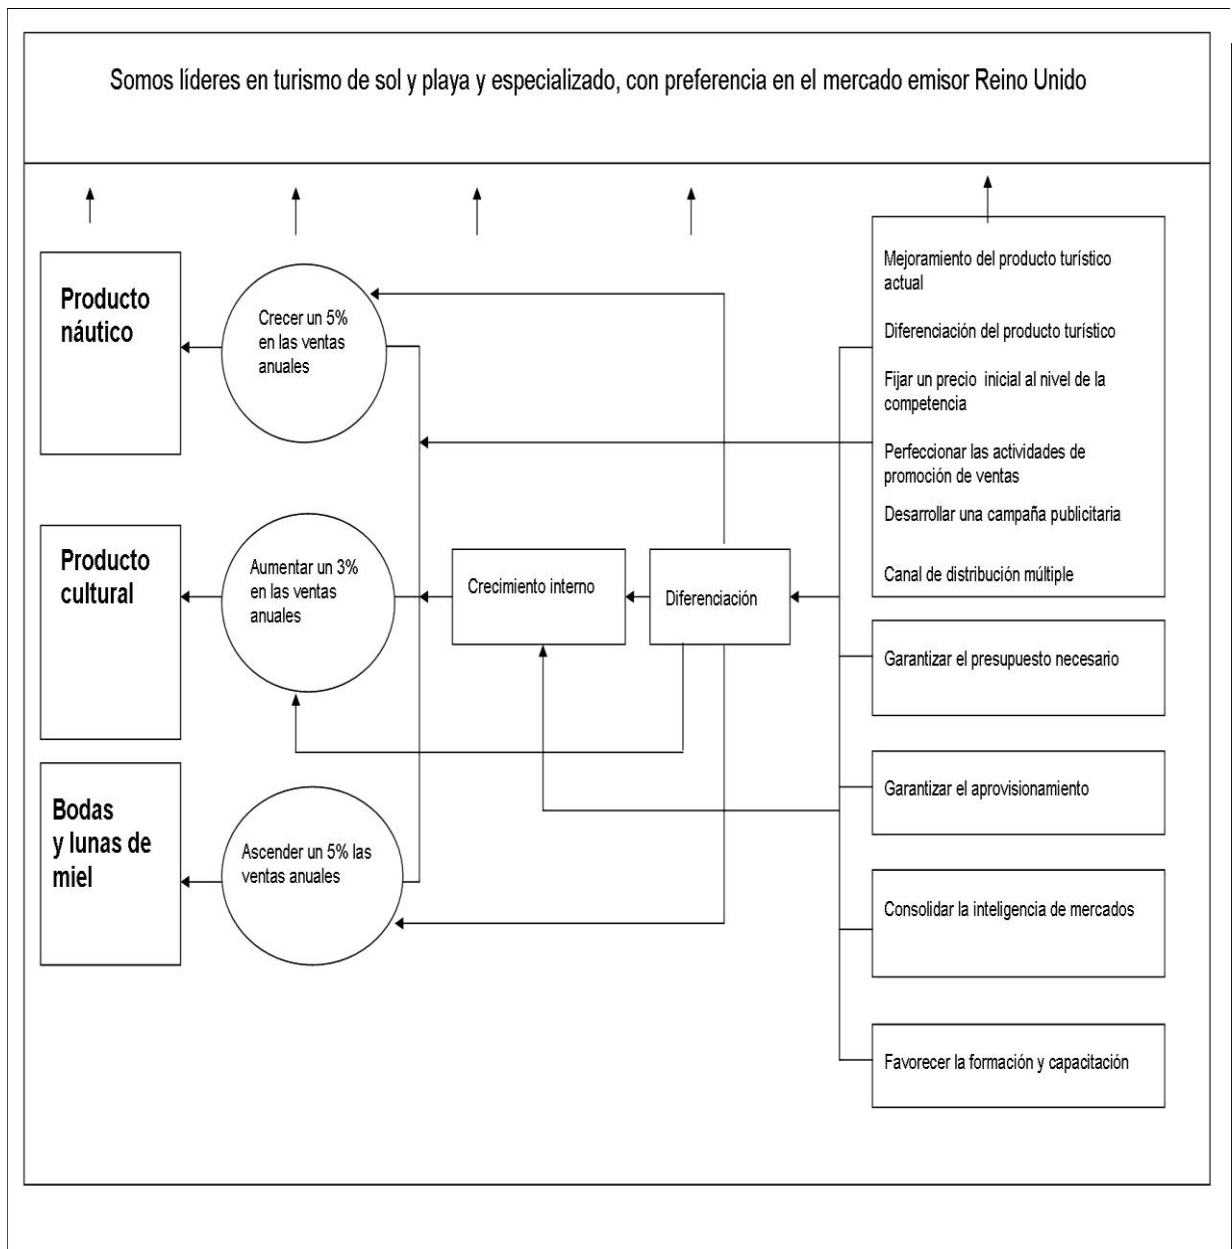 Somos líderes en turismo de sol y playa y especializado, con preferencia en el mercado emisor Reino Unido
Producto
náutico
Crecer un 5%
en las ventas
anuales
Mejoramiento del producto turístico
actual
Diferenciación del producto turístico
Fijar un precio inicial al nivel de la
competencia
Perfeccionar las actividades de
promoción de ventas
Desarrollar una campaña publicitaria
Canal de distribución múltiple
Producto
cultural
Aumentar un 3%
en las ventas
anuales
Crecimiento interno
Diferenciación
Garantizar el presupuesto necesario
Garantizar el aprovisionamiento
Bodas
y lunas de
miel
Ascender un 5% las
ventas anuales
Consolidar la inteligencia de mercados
Favorecer la formación y capacitación